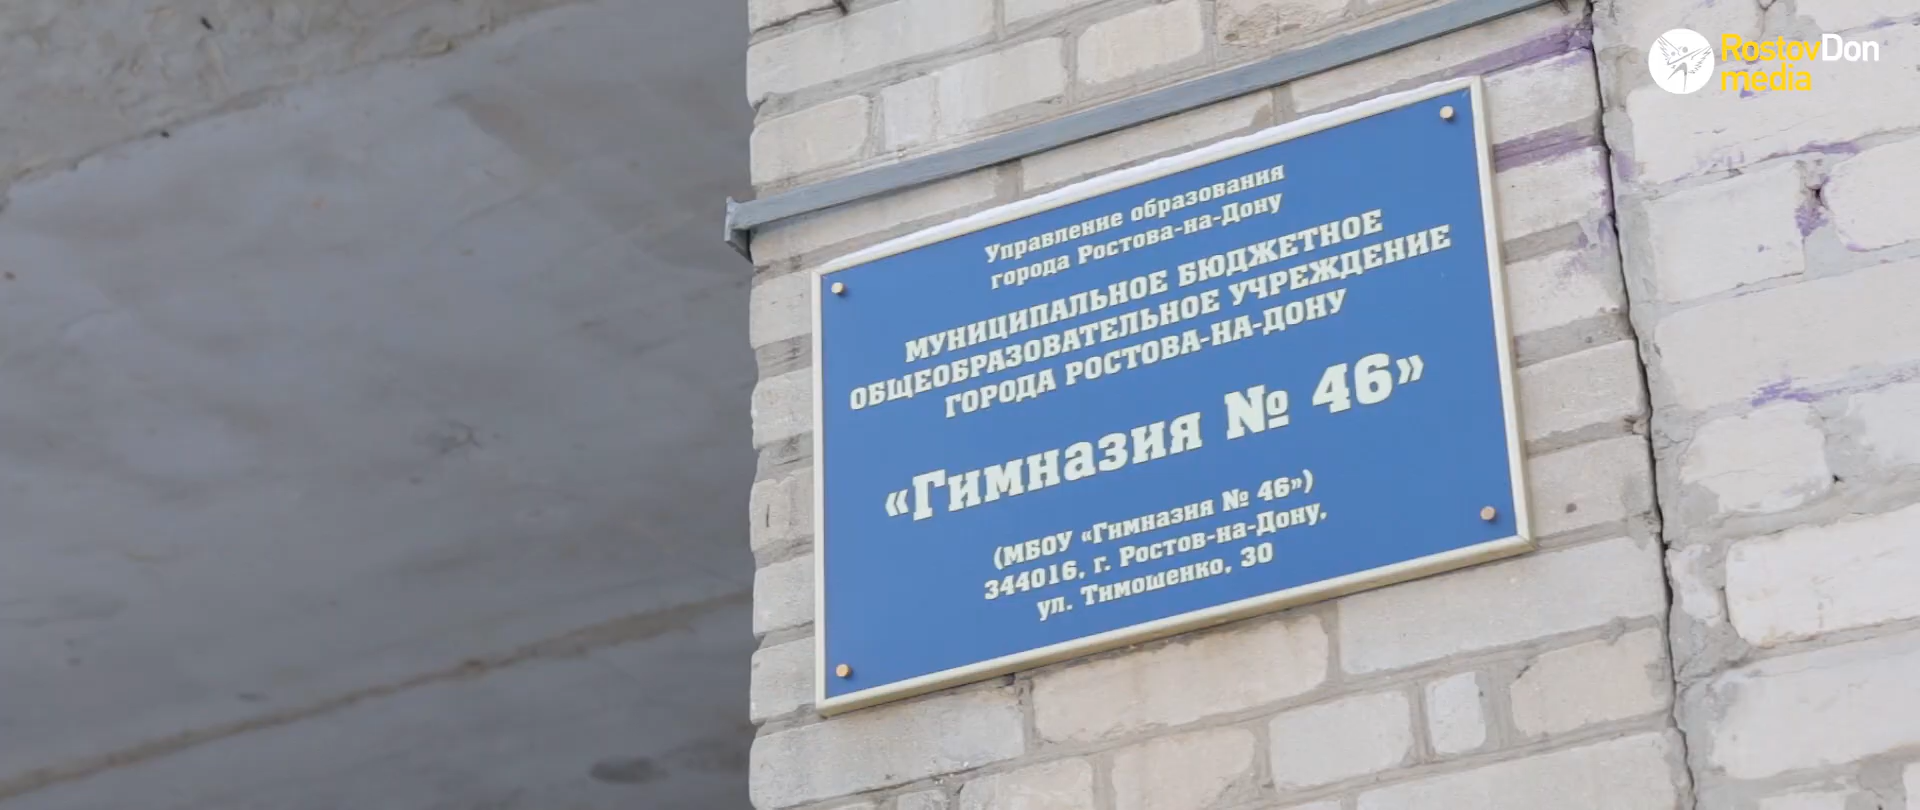 RostovDon
media
Управление образования
города Ростова-на-Дону
МУНИЦИПАЛЬНОЕ БЮДЖЕТНОЕ
ОБЩЕОБРАЗОВАТЕЛЬНОЕ УЧРЕЖДЕНИЕ
ГОРОДА РОСТОВА-НА-ДОНУ
«Гимназия № 46»
(МБОУ «Гимназия № 46»)
344016, г. Ростов-на-Дону,
ул. Тимошенко, 30